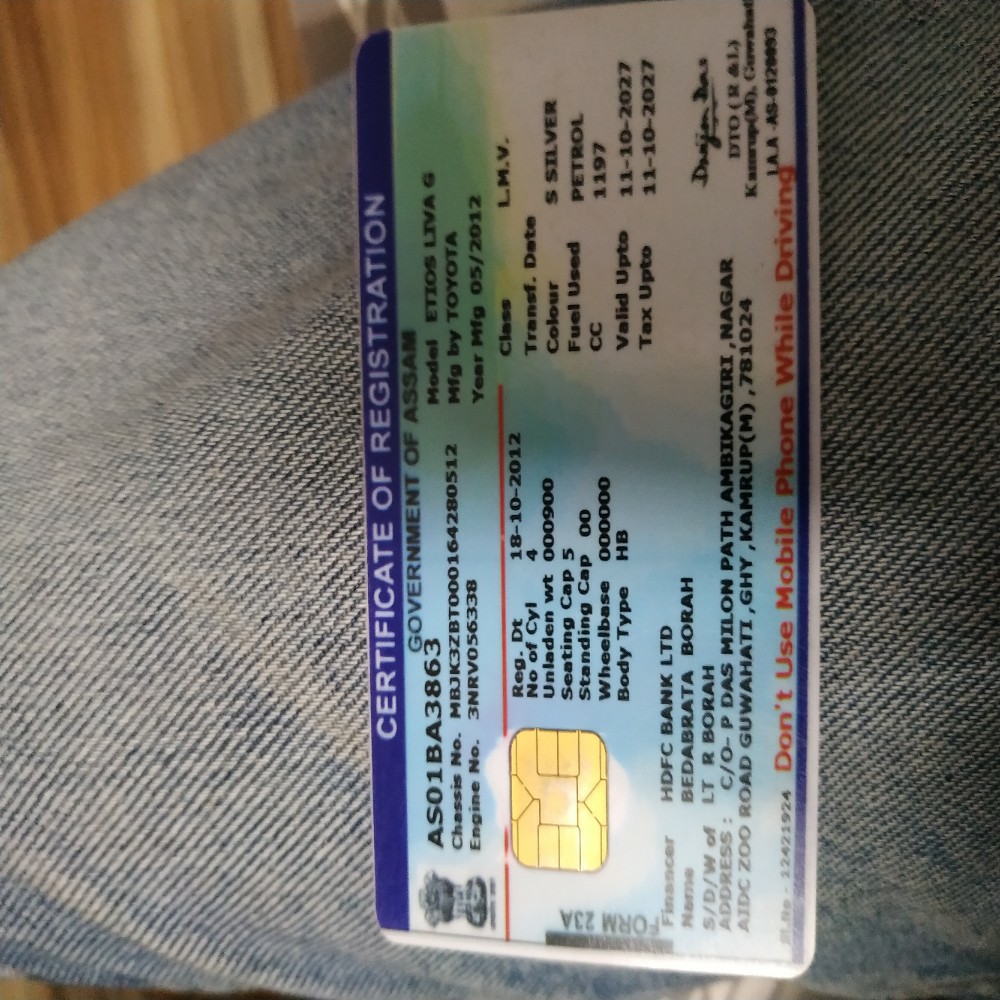 CERTIFICATE OF REGISTRATION
GOVERNMENT OF ASSAM
AS01BA3863
Model ETIOS LIVA G
Chassis No. MBJK3ZBT000164280512
Mfg by TOYOTA
Engine No. 3NRV056338
Year Mfg 05/2012
Reg. Dt 18-10-2012
Class L.M.V.
No of Cyl 4
Transf. Date
Unladen wt 000900
Colour S SILVER
Seating Cap 5
Fuel Used PETROL
Standing Cap 00
CC 1197
Wheelbase 000000
Valid Upto 11-10-2027
Body Type HB
Tax Upto 11-10-2027
FORM 23A
Financer HDFC BANK LTD
Name BEDABRATA BORAH
S/D/W of LT R BORAH
ADDRESS : C/O- P DAS MILON PATH AMBIKAGIRI ,NAGAR
AIDC ZOO ROAD GUWAHATI ,GHY ,KAMRUP(M) ,781024
DTO ( R & L)
Kamrup(M), Guwahati
I.A.A -AS-0120093
12421924 Don't Use Mobile Phone While Driving